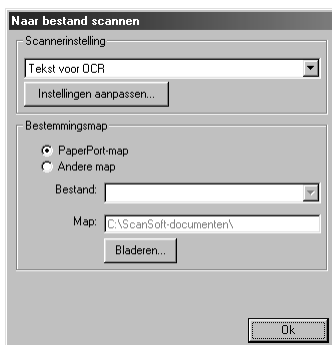 Naar bestand scannen
Scannerinstelling
Tekst voor OCR
Instellingen aanpassen...
Bestemmingsmap
PaperPort-map
Andere map
Bestand:
Map: C:\ScanSoft-documenten\
Bladeren...
Ok